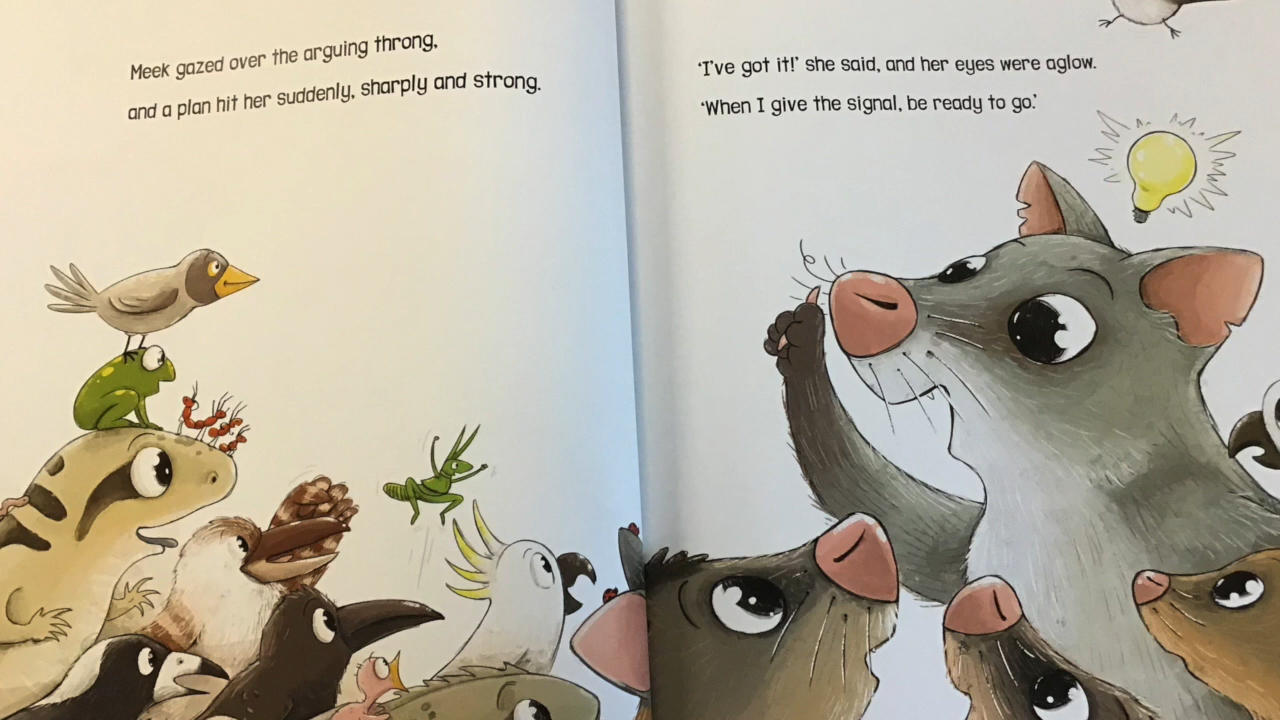 Meek gazed over the arguing throng,
and a plan hit her suddenly, sharply and strong.
‘I’ve got it!’ she said, and her eyes were aglow.
‘When I give the signal, be ready to go.’